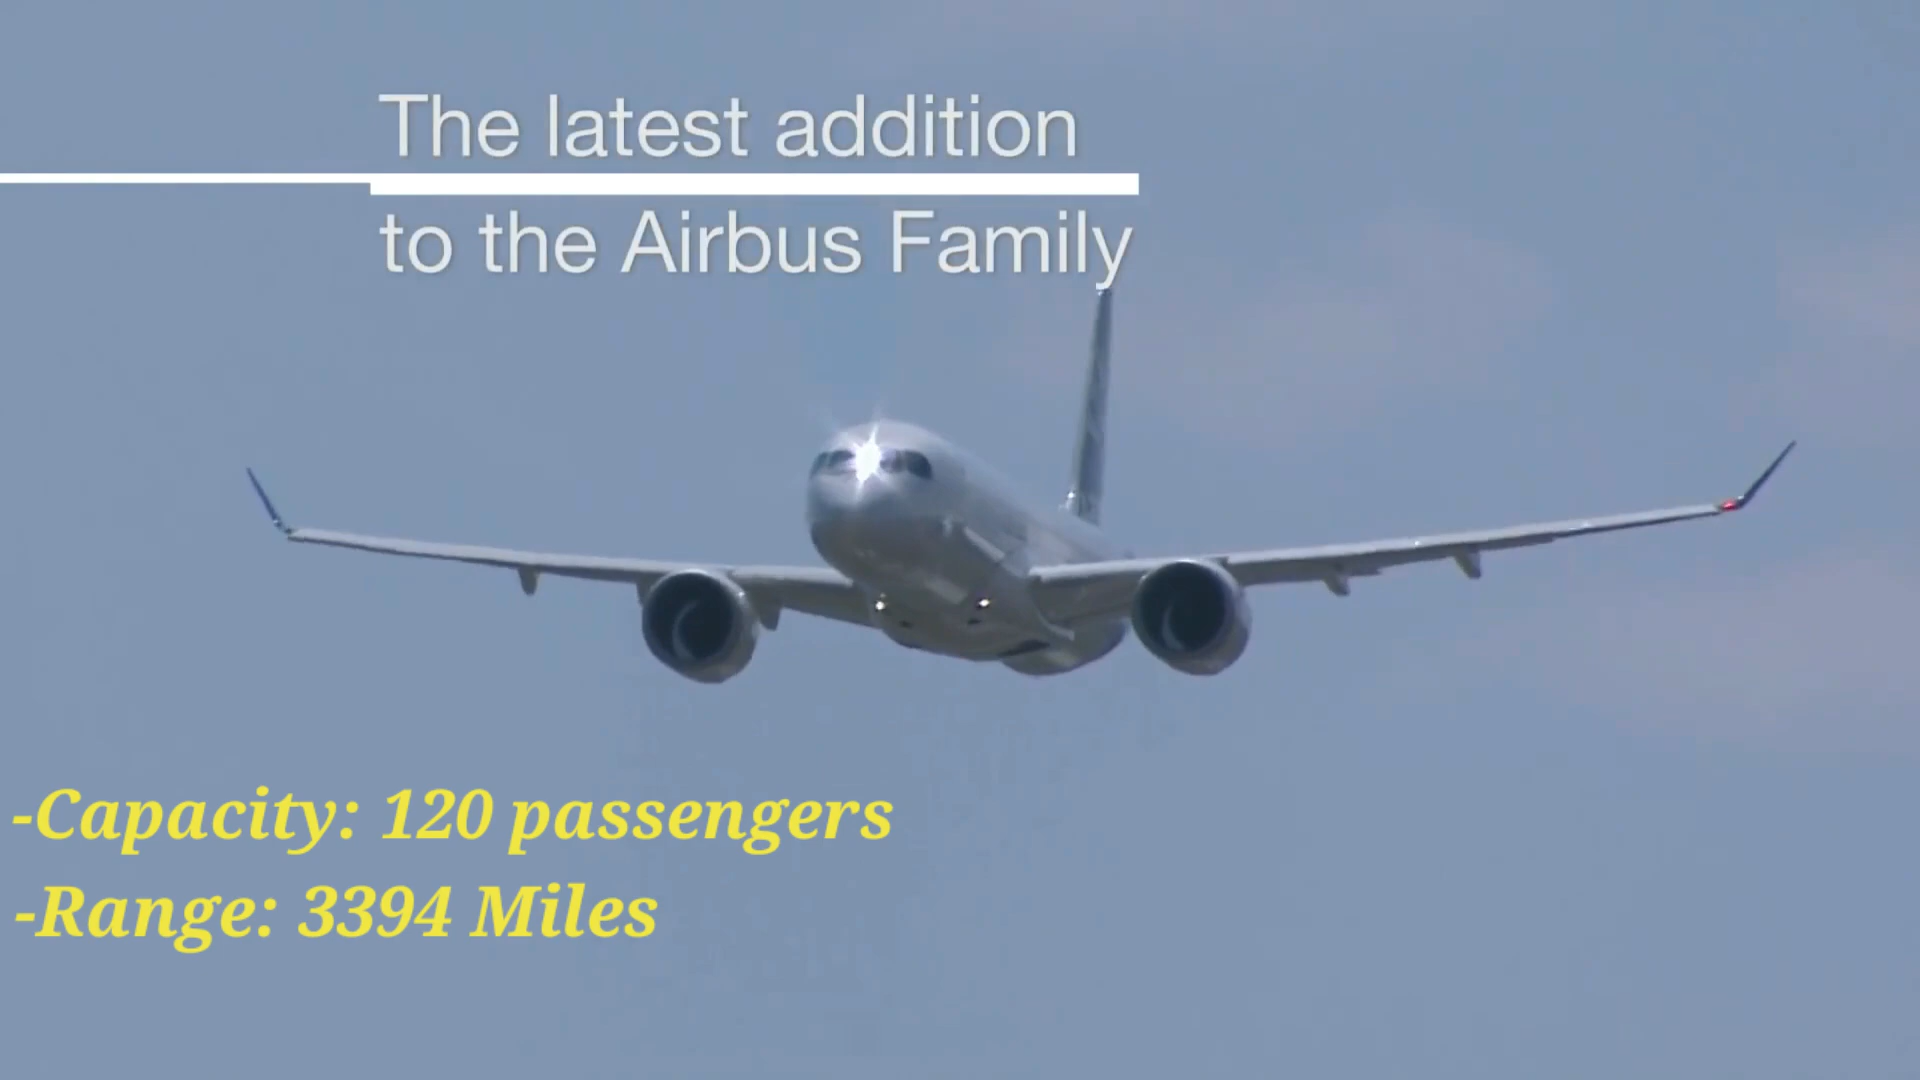 The latest addition
to the Airbus Family
-Capacity: 120 passengers
-Range: 3394 Miles